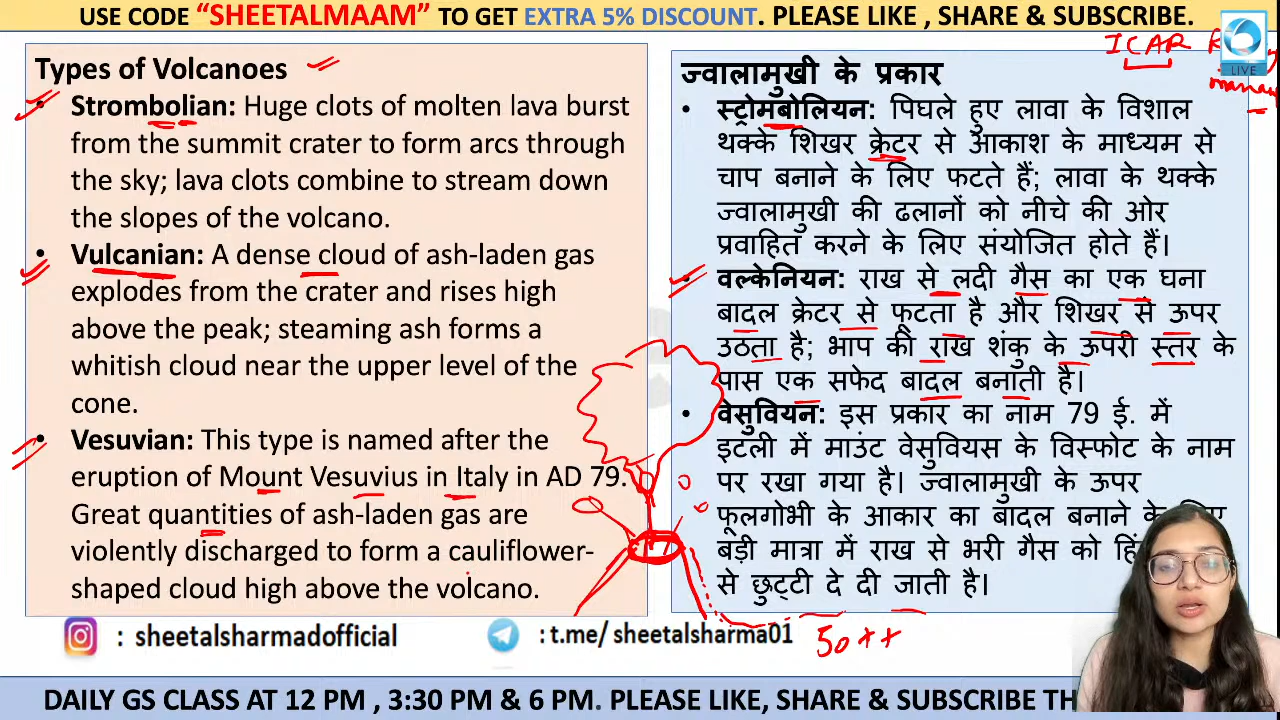 USE CODE “SHEETALMAAM” TO GET EXTRA 5% DISCOUNT. PLEASE LIKE , SHARE & SUBSCRIBE.
ICAR
LIVE
Types of Volcanoes
• Strombolian: Huge clots of molten lava burst
from the summit crater to form arcs through
the sky; lava clots combine to stream down
the slopes of the volcano.
• Vulcanian: A dense cloud of ash-laden gas
explodes from the crater and rises high
above the peak; steaming ash forms a
whitish cloud near the upper level of the
cone.
• Vesuvian: This type is named after the
eruption of Mount Vesuvius in Italy in AD 79.
Great quantities of ash-laden gas are
violently discharged to form a cauliflower-
shaped cloud high above the volcano.
ज्वालामुखी के प्रकार
• स्ट्रोमबोलियन: पिघले हुए लावा के विशाल
थक्के शिखर क्रेटर से आकाश के माध्यम से
चाप बनाने के लिए फटते हैं; लावा के थक्के
ज्वालामुखी की ढलानों को नीचे की ओर
प्रवाहित करने के लिए संयोजित होते हैं।
• वल्केनियन: राख से लदी गैस का एक घना
बादल क्रेटर से फूटता है और शिखर से ऊपर
उठता है; भाप की राख शंकु के ऊपरी स्तर के
पास एक सफेद बादल बनाती है।
• वेसुवियन: इस प्रकार का नाम 79 ई. में
इटली में माउंट वेसुवियस के विस्फोट के नाम
पर रखा गया है। ज्वालामुखी के ऊपर
फूलगोभी के आकार का बादल बनाने के
बड़ी मात्रा में राख से भरी गैस को
से छुट्टी दे दी जाती है।
: sheetalsharmadofficial
: t.me/ sheetalsharma01
50++
DAILY GS CLASS AT 12 PM , 3:30 PM & 6 PM. PLEASE LIKE, SHARE & SUBSCRIBE